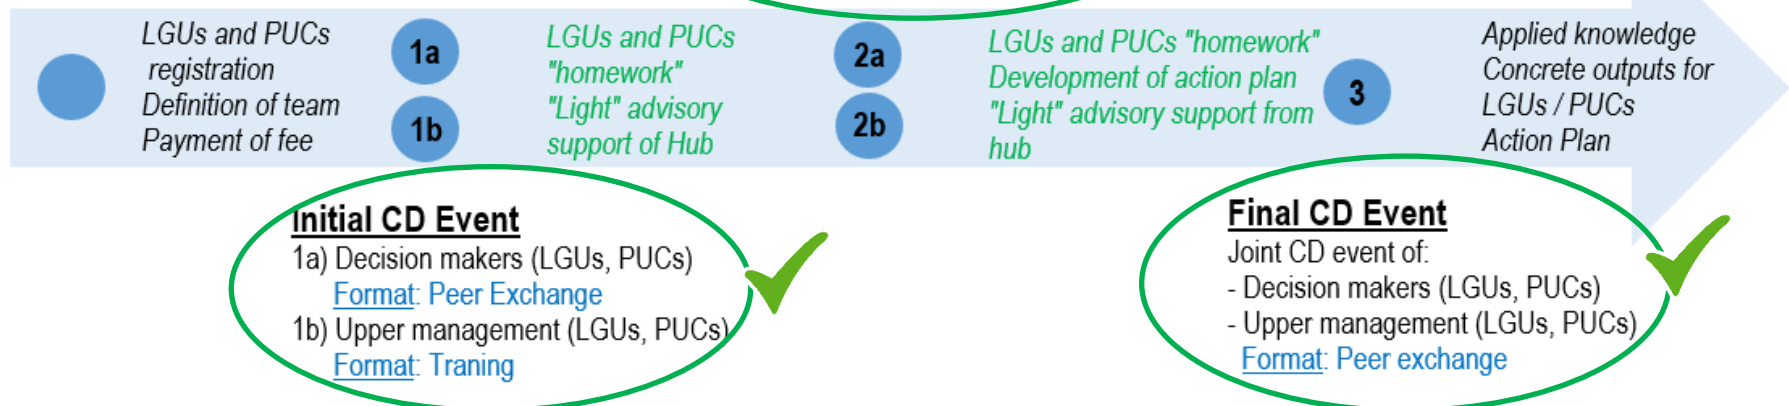 LGUs and PUCs
registration
Definition of team
Payment of fee
1a
1b
LGUs and PUCs
"homework"
"Light" advisory
support of Hub
2a
2b
LGUs and PUCs "homework"
Development of action plan
"Light" advisory support from
hub
3
Applied knowledge
Concrete outputs for
LGUs / PUCs
Action Plan
Initial CD Event
1a) Decision makers (LGUs, PUCs)
Format: Peer Exchange
1b) Upper management (LGUs, PUCs)
Format: Traning
Final CD Event
Joint CD event of:
- Decision makers (LGUs, PUCs)
- Upper management (LGUs, PUCs)
Format: Peer exchange